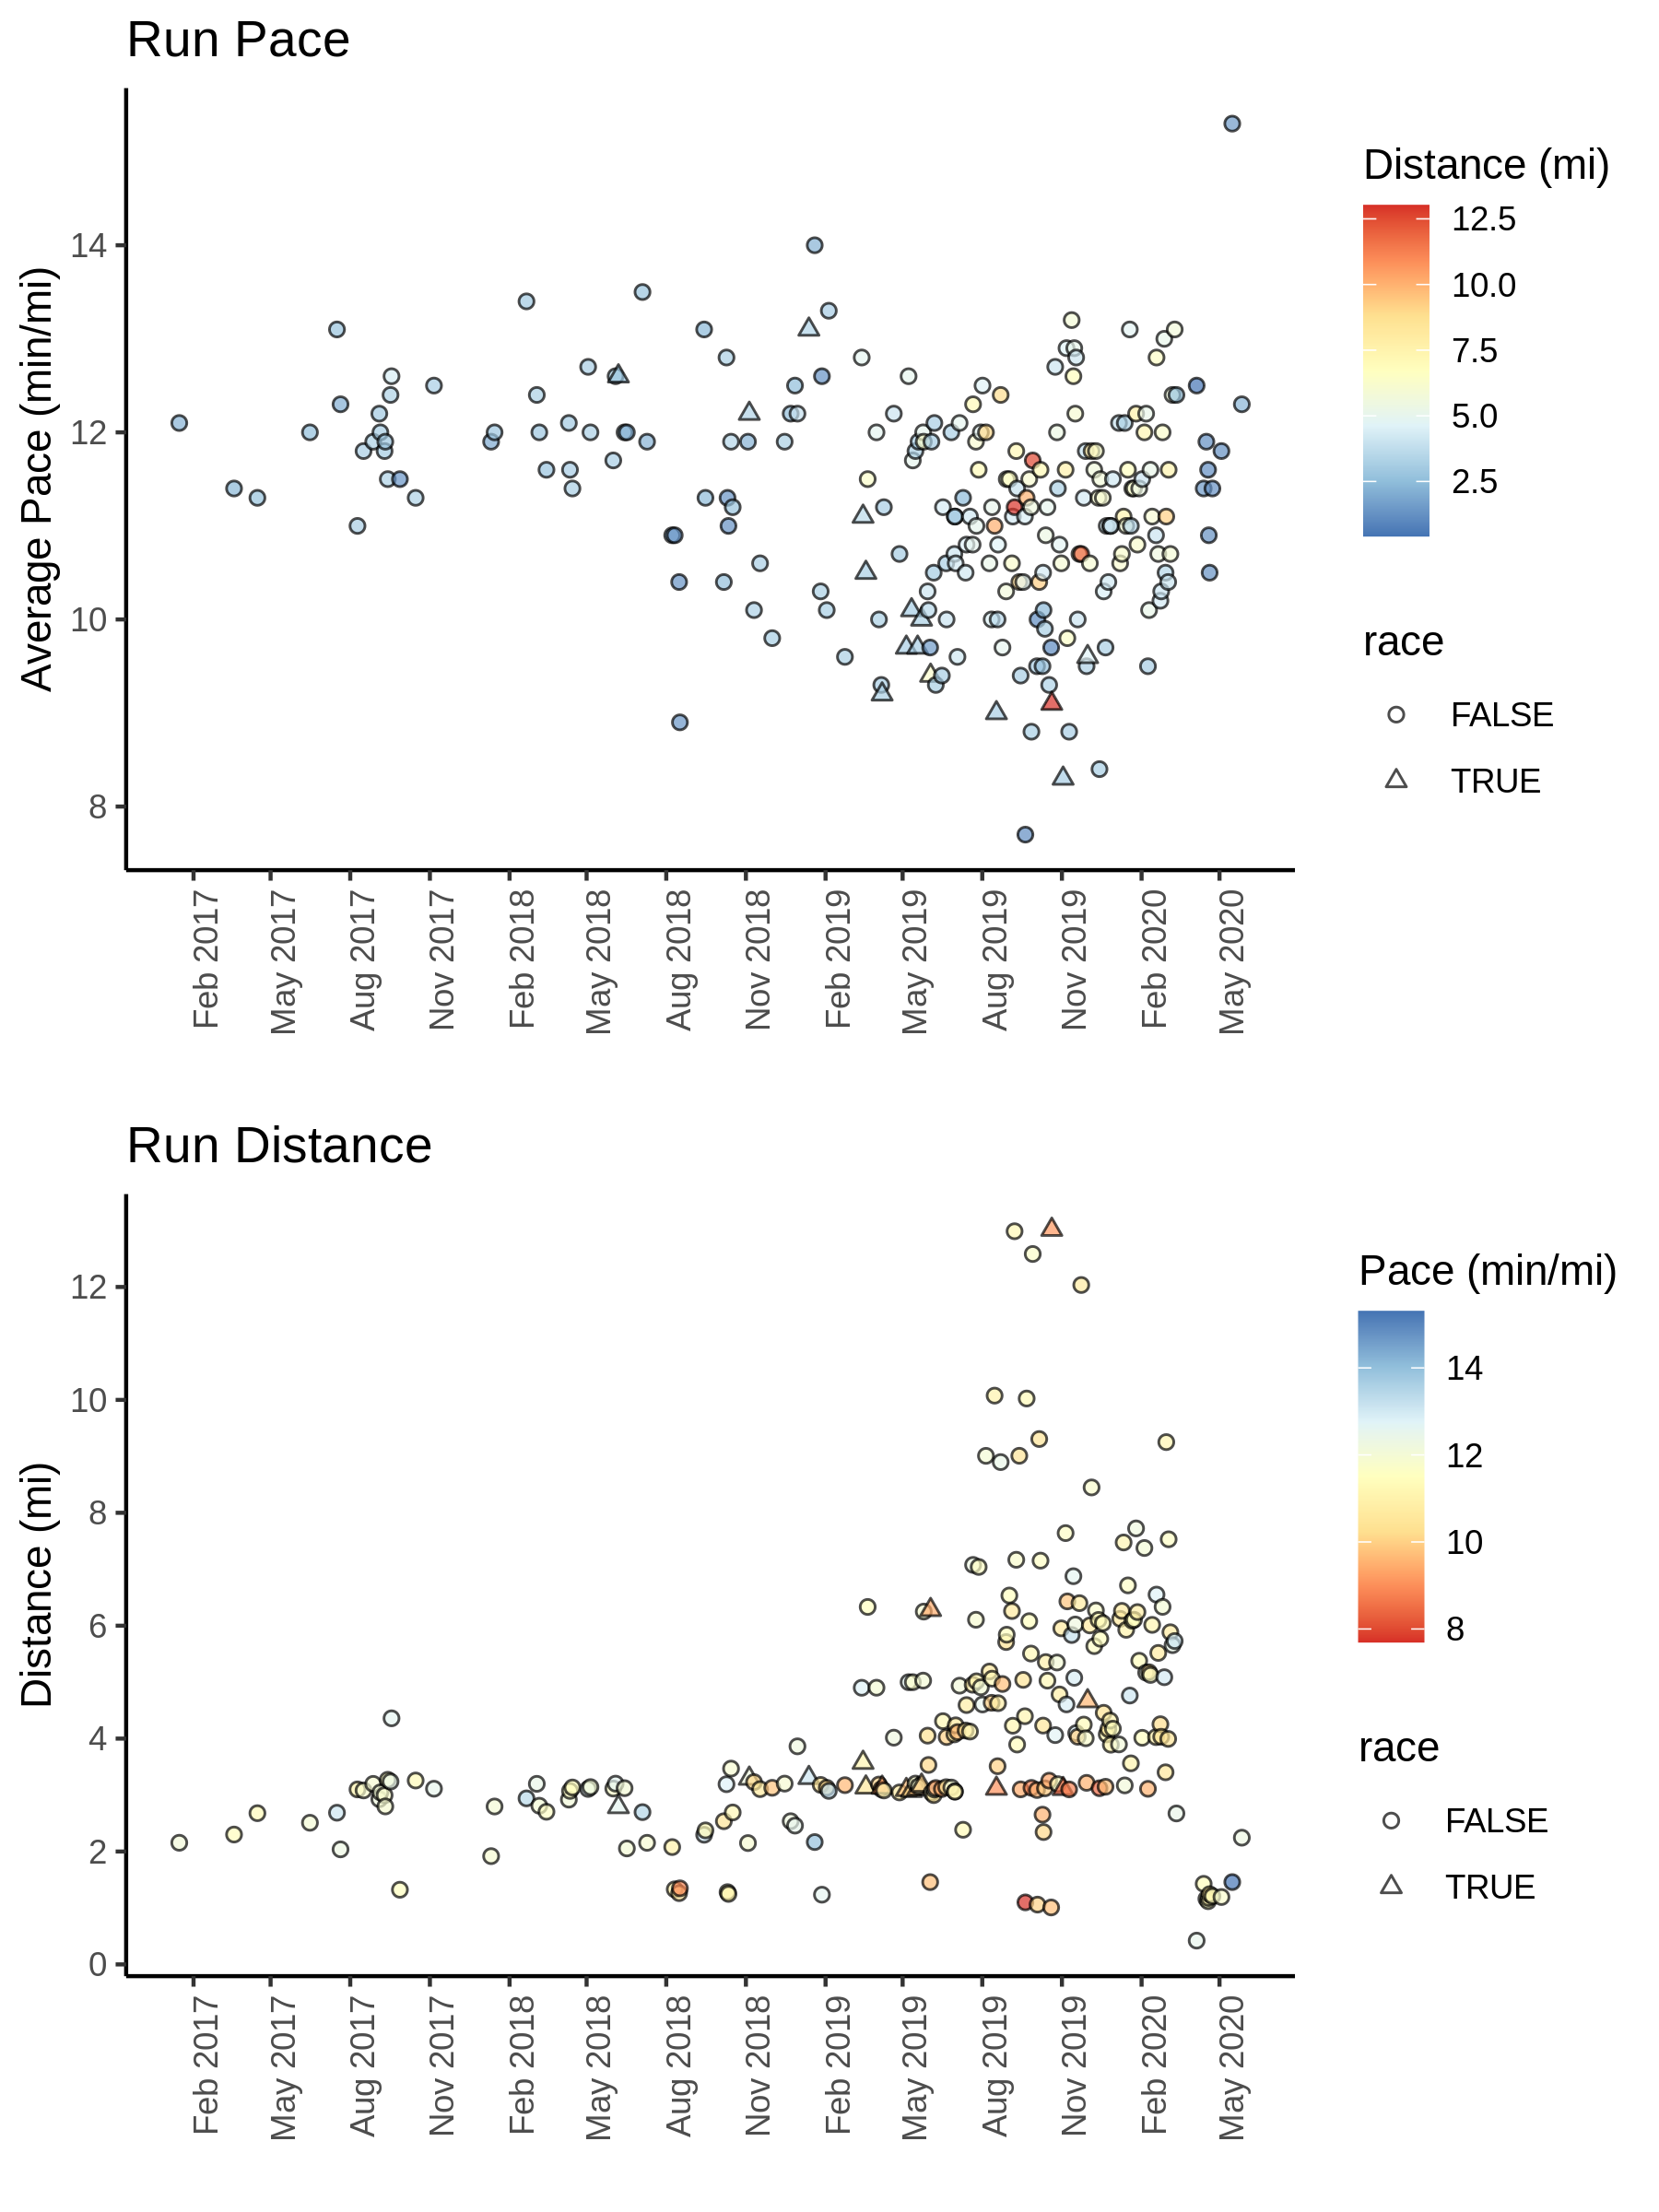 Run Pace
Average Pace (min/mi)
14
12
10
8
Feb 2017
May 2017
Aug 2017
Nov 2017
Feb 2018
May 2018
Aug 2018
Nov 2018
Feb 2019
May 2019
Aug 2019
Nov 2019
Feb 2020
May 2020
Distance (mi)
12.5
10.0
7.5
5.0
2.5
race
FALSE
TRUE
Run Distance
Distance (mi)
12
10
8
6
4
2
0
Feb 2017
May 2017
Aug 2017
Nov 2017
Feb 2018
May 2018
Aug 2018
Nov 2018
Feb 2019
May 2019
Aug 2019
Nov 2019
Feb 2020
May 2020
Pace (min/mi)
14
12
10
8
race
FALSE
TRUE